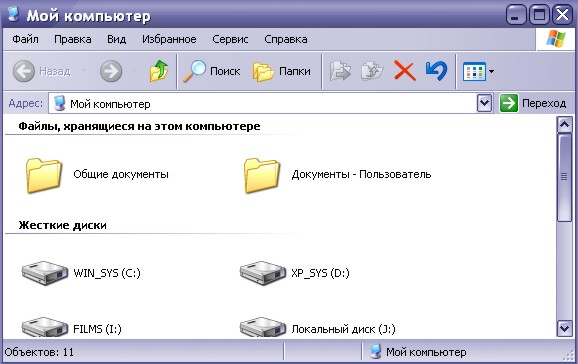 Мой компьютер
Файл Правка Вид Избранное Сервис Справка
Назад Поиск Папки
Адрес: Мой компьютер Переход
Файлы, хранящиеся на этом компьютере
Общие документы Документы - Пользователь
Жесткие диски
WIN_SYS (C:) XP_SYS (D:)
FILMS (I:) Локальный диск (J:)
Объектов: 11 Мой компьютер